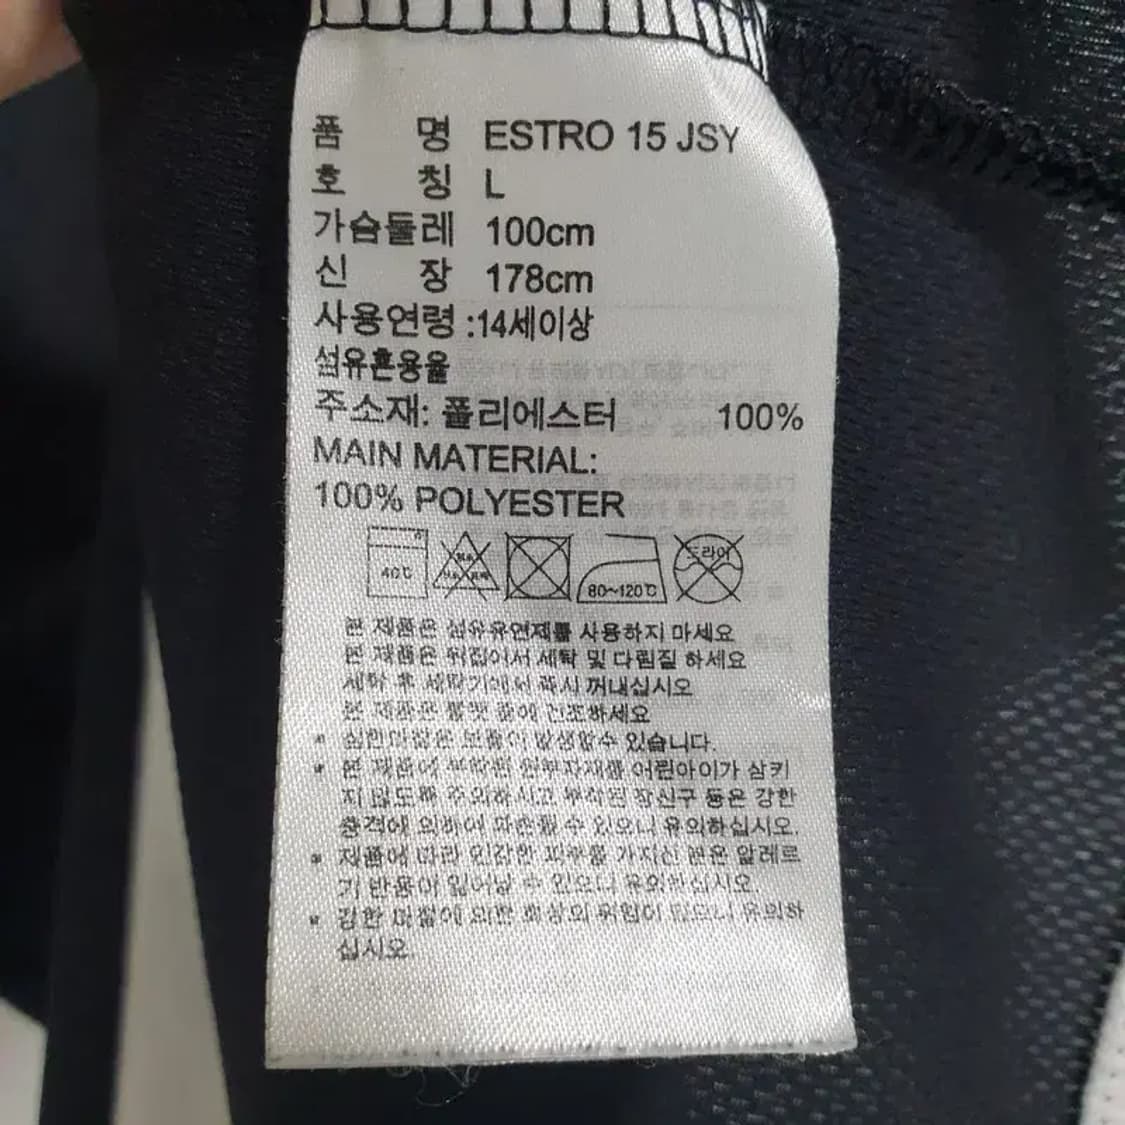 품 명 ESTRO 15 JSY
호 칭 L
가슴둘레 100cm
신 장 178cm
사용연령 :14세이상
섬유혼용율
주소재: 폴리에스터 100%
MAIN MATERIAL:
100% POLYESTER
40℃
80~120℃
드라이
본 제품은 섬유유연제를 사용하지 마세요
본 제품은 뒤집어서 세탁 및 다림질 하세요
세탁 후 세탁기에서 즉시 꺼내십시오
본 제품은 건조하세요
* 심한마찰은 보풀이 발생할수 있습니다.
* 본 제품에 부착된 원부자재를 어린아이가 삼키
지 않도록 주의하시고 부착된 장신구 등은 강한
충격에 의하여 파손될 수 있으니 유의하십시오.
* 제품에 따라 민감한 피부를 가지신 분은 알레르
기 반응이 일어날 수 있으니 유의하십시오.
* 강한 마찰에 의한 화상의 위험이 있으니 유의하
십시오.